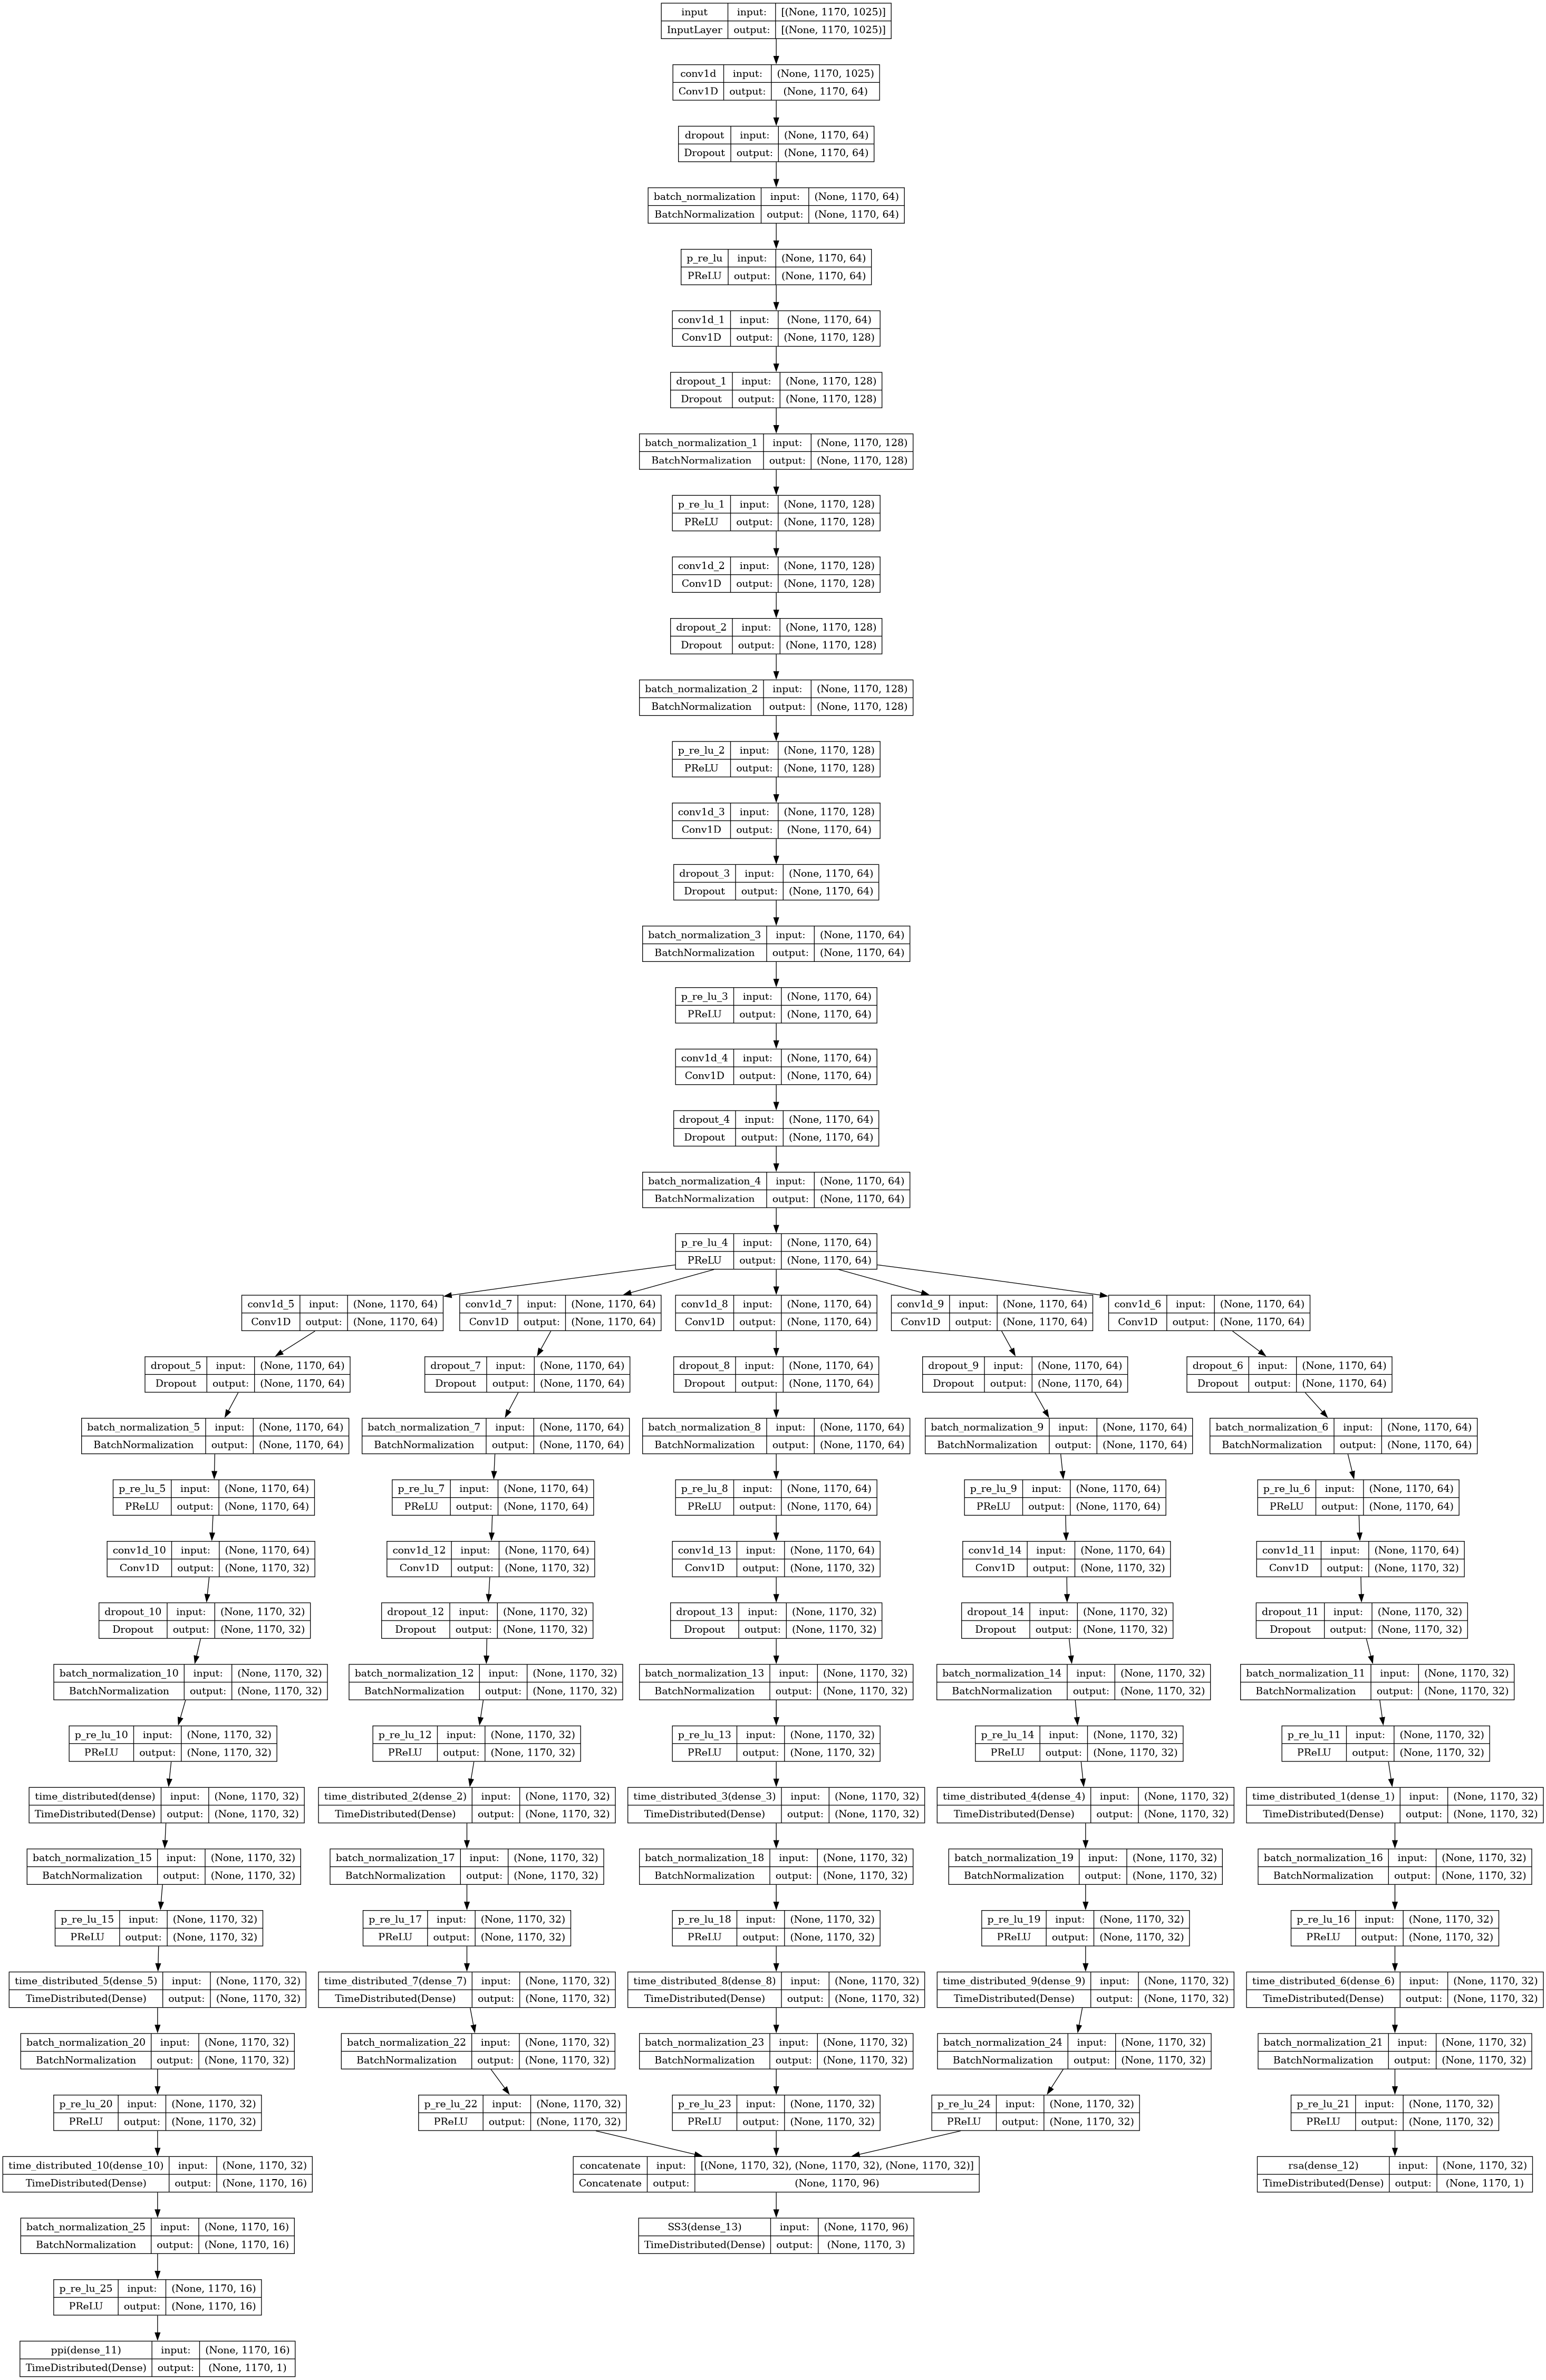 input input: [(None, 1170, 1025)]
InputLayer output: [(None, 1170, 1025)]
conv1d input: (None, 1170, 1025)
Conv1D output: (None, 1170, 64)
dropout input: (None, 1170, 64)
Dropout output: (None, 1170, 64)
batch_normalization input: (None, 1170, 64)
BatchNormalization output: (None, 1170, 64)
p_re_lu input: (None, 1170, 64)
PReLU output: (None, 1170, 64)
conv1d_1 input: (None, 1170, 64)
Conv1D output: (None, 1170, 128)
dropout_1 input: (None, 1170, 128)
Dropout output: (None, 1170, 128)
batch_normalization_1 input: (None, 1170, 128)
BatchNormalization output: (None, 1170, 128)
p_re_lu_1 input: (None, 1170, 128)
PReLU output: (None, 1170, 128)
conv1d_2 input: (None, 1170, 128)
Conv1D output: (None, 1170, 128)
dropout_2 input: (None, 1170, 128)
Dropout output: (None, 1170, 128)
batch_normalization_2 input: (None, 1170, 128)
BatchNormalization output: (None, 1170, 128)
p_re_lu_2 input: (None, 1170, 128)
PReLU output: (None, 1170, 128)
conv1d_3 input: (None, 1170, 128)
Conv1D output: (None, 1170, 64)
dropout_3 input: (None, 1170, 64)
Dropout output: (None, 1170, 64)
batch_normalization_3 input: (None, 1170, 64)
BatchNormalization output: (None, 1170, 64)
p_re_lu_3 input: (None, 1170, 64)
PReLU output: (None, 1170, 64)
conv1d_4 input: (None, 1170, 64)
Conv1D output: (None, 1170, 64)
dropout_4 input: (None, 1170, 64)
Dropout output: (None, 1170, 64)
batch_normalization_4 input: (None, 1170, 64)
BatchNormalization output: (None, 1170, 64)
p_re_lu_4 input: (None, 1170, 64)
PReLU output: (None, 1170, 64)
conv1d_5 input: (None, 1170, 64) conv1d_7 input: (None, 1170, 64) conv1d_8 input: (None, 1170, 64) conv1d_9 input: (None, 1170, 64) conv1d_6 input: (None, 1170, 64)
Conv1D output: (None, 1170, 64) Conv1D output: (None, 1170, 64) Conv1D output: (None, 1170, 64) Conv1D output: (None, 1170, 64) Conv1D output: (None, 1170, 64)
dropout_5 input: (None, 1170, 64) dropout_7 input: (None, 1170, 64) dropout_8 input: (None, 1170, 64) dropout_9 input: (None, 1170, 64) dropout_6 input: (None, 1170, 64)
Dropout output: (None, 1170, 64) Dropout output: (None, 1170, 64) Dropout output: (None, 1170, 64) Dropout output: (None, 1170, 64) Dropout output: (None, 1170, 64)
batch_normalization_5 input: (None, 1170, 64) batch_normalization_7 input: (None, 1170, 64) batch_normalization_8 input: (None, 1170, 64) batch_normalization_9 input: (None, 1170, 64) batch_normalization_6 input: (None, 1170, 64)
BatchNormalization output: (None, 1170, 64) BatchNormalization output: (None, 1170, 64) BatchNormalization output: (None, 1170, 64) BatchNormalization output: (None, 1170, 64) BatchNormalization output: (None, 1170, 64)
p_re_lu_5 input: (None, 1170, 64) p_re_lu_7 input: (None, 1170, 64) p_re_lu_8 input: (None, 1170, 64) p_re_lu_9 input: (None, 1170, 64) p_re_lu_6 input: (None, 1170, 64)
PReLU output: (None, 1170, 64) PReLU output: (None, 1170, 64) PReLU output: (None, 1170, 64) PReLU output: (None, 1170, 64) PReLU output: (None, 1170, 64)
conv1d_10 input: (None, 1170, 64) conv1d_12 input: (None, 1170, 64) conv1d_13 input: (None, 1170, 64) conv1d_14 input: (None, 1170, 64) conv1d_11 input: (None, 1170, 64)
Conv1D output: (None, 1170, 32) Conv1D output: (None, 1170, 32) Conv1D output: (None, 1170, 32) Conv1D output: (None, 1170, 32) Conv1D output: (None, 1170, 32)
dropout_10 input: (None, 1170, 32) dropout_12 input: (None, 1170, 32) dropout_13 input: (None, 1170, 32) dropout_14 input: (None, 1170, 32) dropout_11 input: (None, 1170, 32)
Dropout output: (None, 1170, 32) Dropout output: (None, 1170, 32) Dropout output: (None, 1170, 32) Dropout output: (None, 1170, 32) Dropout output: (None, 1170, 32)
batch_normalization_10 input: (None, 1170, 32) batch_normalization_12 input: (None, 1170, 32) batch_normalization_13 input: (None, 1170, 32) batch_normalization_14 input: (None, 1170, 32) batch_normalization_11 input: (None, 1170, 32)
BatchNormalization output: (None, 1170, 32) BatchNormalization output: (None, 1170, 32) BatchNormalization output: (None, 1170, 32) BatchNormalization output: (None, 1170, 32) BatchNormalization output: (None, 1170, 32)
p_re_lu_10 input: (None, 1170, 32) p_re_lu_12 input: (None, 1170, 32) p_re_lu_13 input: (None, 1170, 32) p_re_lu_14 input: (None, 1170, 32) p_re_lu_11 input: (None, 1170, 32)
PReLU output: (None, 1170, 32) PReLU output: (None, 1170, 32) PReLU output: (None, 1170, 32) PReLU output: (None, 1170, 32) PReLU output: (None, 1170, 32)
time_distributed(dense) input: (None, 1170, 32) time_distributed_2(dense_2) input: (None, 1170, 32) time_distributed_3(dense_3) input: (None, 1170, 32) time_distributed_4(dense_4) input: (None, 1170, 32) time_distributed_1(dense_1) input: (None, 1170, 32)
TimeDistributed(Dense) output: (None, 1170, 32) TimeDistributed(Dense) output: (None, 1170, 32) TimeDistributed(Dense) output: (None, 1170, 32) TimeDistributed(Dense) output: (None, 1170, 32) TimeDistributed(Dense) output: (None, 1170, 32)
batch_normalization_15 input: (None, 1170, 32) batch_normalization_17 input: (None, 1170, 32) batch_normalization_18 input: (None, 1170, 32) batch_normalization_19 input: (None, 1170, 32) batch_normalization_16 input: (None, 1170, 32)
BatchNormalization output: (None, 1170, 32) BatchNormalization output: (None, 1170, 32) BatchNormalization output: (None, 1170, 32) BatchNormalization output: (None, 1170, 32) BatchNormalization output: (None, 1170, 32)
p_re_lu_15 input: (None, 1170, 32) p_re_lu_17 input: (None, 1170, 32) p_re_lu_18 input: (None, 1170, 32) p_re_lu_19 input: (None, 1170, 32) p_re_lu_16 input: (None, 1170, 32)
PReLU output: (None, 1170, 32) PReLU output: (None, 1170, 32) PReLU output: (None, 1170, 32) PReLU output: (None, 1170, 32) PReLU output: (None, 1170, 32)
time_distributed_5(dense_5) input: (None, 1170, 32) time_distributed_7(dense_7) input: (None, 1170, 32) time_distributed_8(dense_8) input: (None, 1170, 32) time_distributed_9(dense_9) input: (None, 1170, 32) time_distributed_6(dense_6) input: (None, 1170, 32)
TimeDistributed(Dense) output: (None, 1170, 32) TimeDistributed(Dense) output: (None, 1170, 32) TimeDistributed(Dense) output: (None, 1170, 32) TimeDistributed(Dense) output: (None, 1170, 32) TimeDistributed(Dense) output: (None, 1170, 32)
batch_normalization_20 input: (None, 1170, 32) batch_normalization_22 input: (None, 1170, 32) batch_normalization_23 input: (None, 1170, 32) batch_normalization_24 input: (None, 1170, 32) batch_normalization_21 input: (None, 1170, 32)
BatchNormalization output: (None, 1170, 32) BatchNormalization output: (None, 1170, 32) BatchNormalization output: (None, 1170, 32) BatchNormalization output: (None, 1170, 32) BatchNormalization output: (None, 1170, 32)
p_re_lu_20 input: (None, 1170, 32) p_re_lu_22 input: (None, 1170, 32) p_re_lu_23 input: (None, 1170, 32) p_re_lu_24 input: (None, 1170, 32) p_re_lu_21 input: (None, 1170, 32)
PReLU output: (None, 1170, 32) PReLU output: (None, 1170, 32) PReLU output: (None, 1170, 32) PReLU output: (None, 1170, 32) PReLU output: (None, 1170, 32)
time_distributed_10(dense_10) input: (None, 1170, 32) concatenate input: [(None, 1170, 32), (None, 1170, 32), (None, 1170, 32)] rsa(dense_12) input: (None, 1170, 32)
TimeDistributed(Dense) output: (None, 1170, 16) Concatenate output: (None, 1170, 96) TimeDistributed(Dense) output: (None, 1170, 1)
batch_normalization_25 input: (None, 1170, 16) SS3(dense_13) input: (None, 1170, 96)
BatchNormalization output: (None, 1170, 16) TimeDistributed(Dense) output: (None, 1170, 3)
p_re_lu_25 input: (None, 1170, 16)
PReLU output: (None, 1170, 16)
ppi(dense_11) input: (None, 1170, 16)
TimeDistributed(Dense) output: (None, 1170, 1)